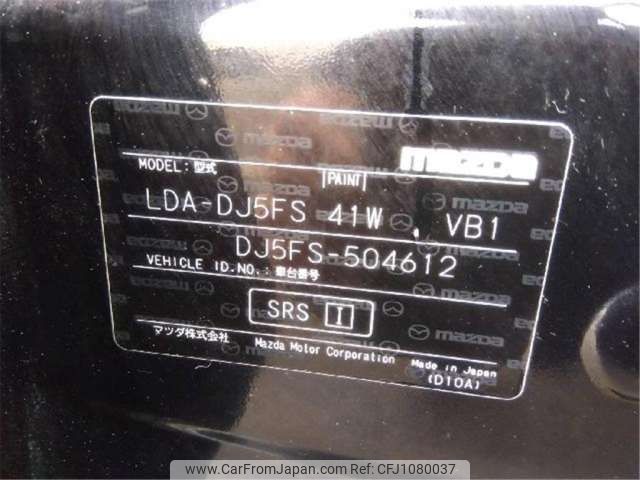 mazda
MODEL: 型式 PAINT
LDA-DJ5FS 41W , VB1
DJ5FS-504612
VEHICLE ID.NO.: 車台番号
SRS I
マツダ株式会社 Mazda Motor Corporation Made in Japan
(D10A)
www.CarFromJapan.com | CFJ1080037